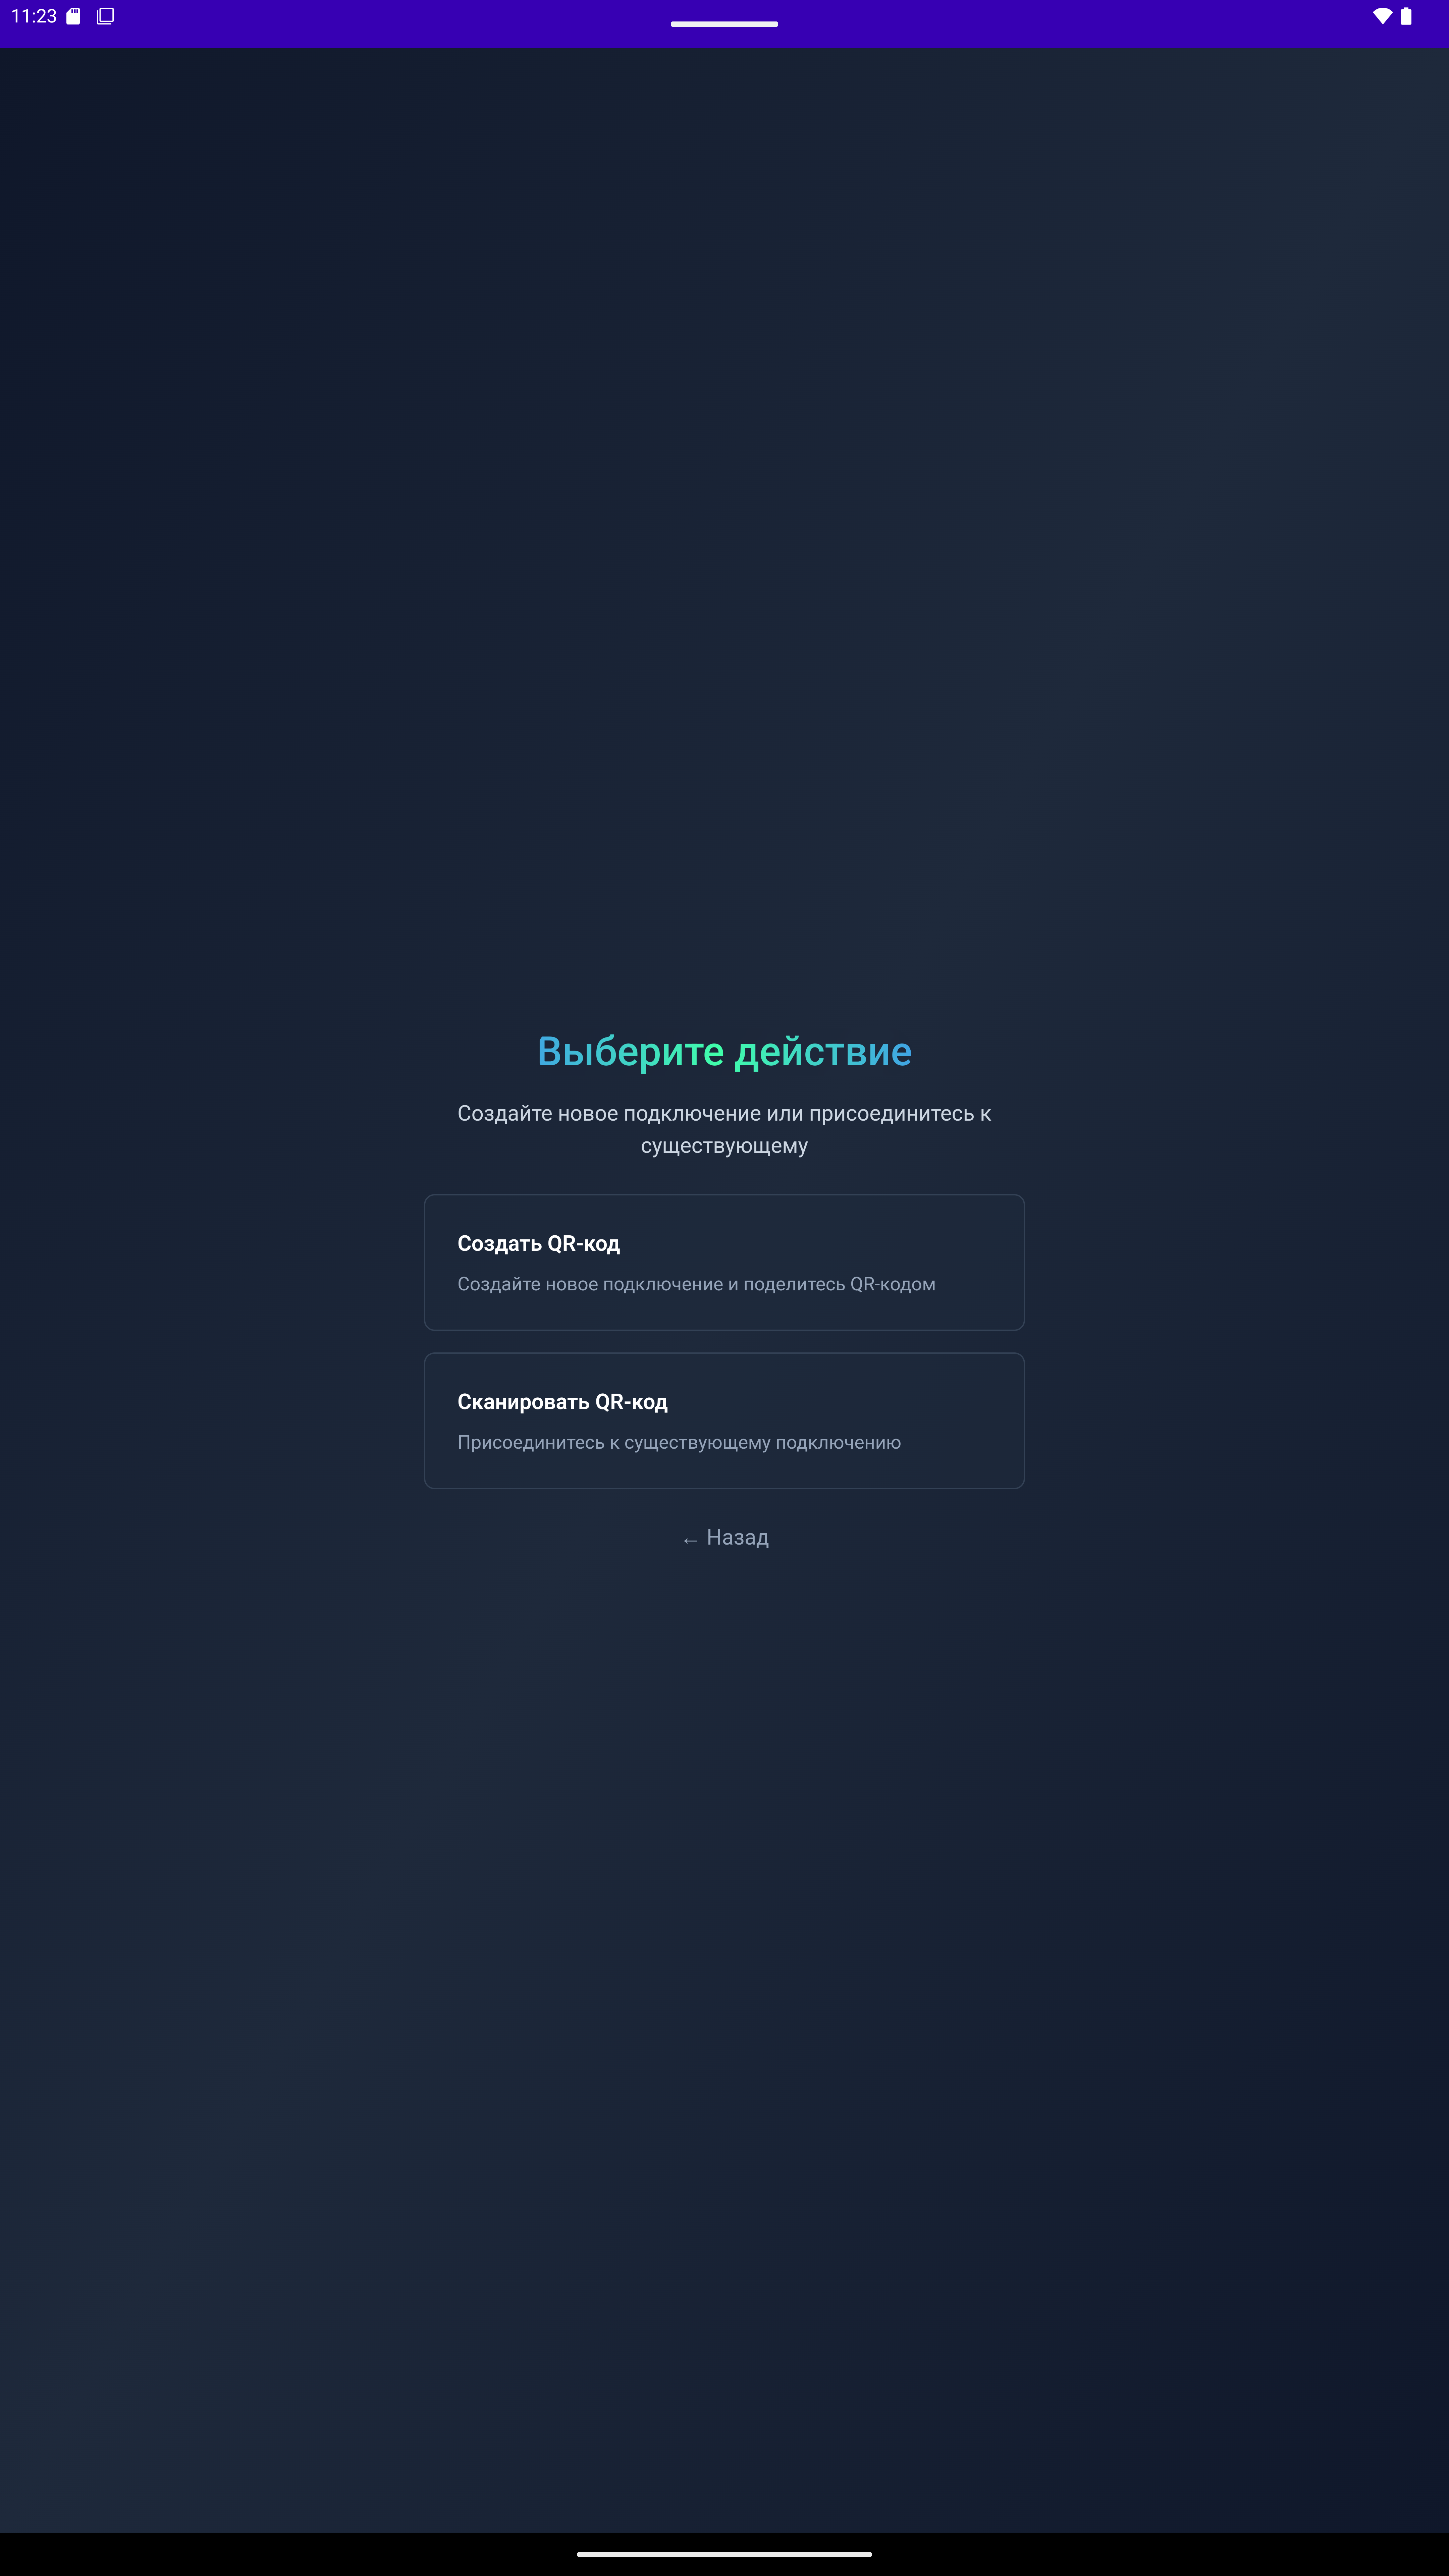 11:23
Выберите действие
Создайте новое подключение или присоединитесь к
существующему
Создать QR-код
Создайте новое подключение и поделитесь QR-кодом
Сканировать QR-код
Присоединитесь к существующему подключению
← Назад